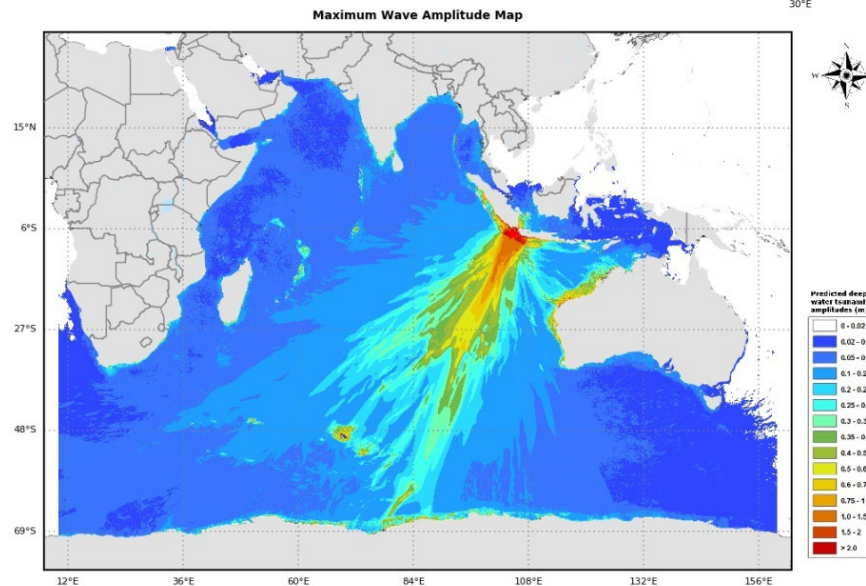 30°E
Maximum Wave Amplitude Map
W
S
15°N
6°S
27°S
48°S
69°S
12°E 36°E 60°E 84°E 108°E 132°E 156°E
Predicted deep
water tsunami
amplitudes (m
0 - 0.02
0.02 - 0.
0.05 - 0.
0.1 - 0.2
0.2 - 0.2
0.25 - 0.
0.3 - 0.3
0.35 - 0.
0.4 - 0.5
0.5 - 0.6
0.6 - 0.7
0.75 - 1
1.0 - 1.5
1.5 - 2
> 2.0